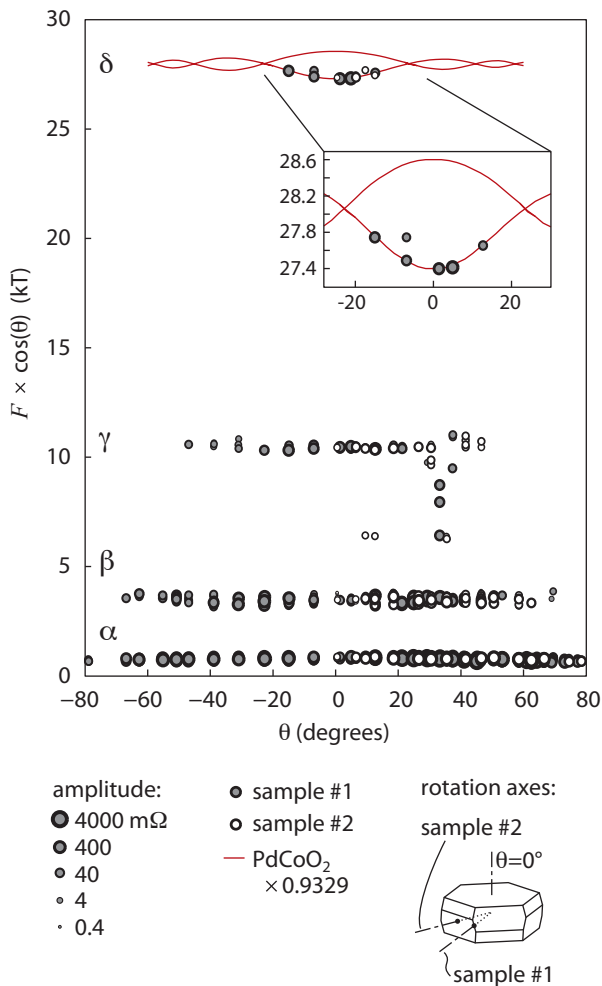 30
25
20
15
10
5
0
F × cos(θ) (kT)
δ
γ
β
α
28.6
28.2
27.8
27.4
-20
0
20
−80
−60
−40
−20
0
20
40
60
80
θ (degrees)
amplitude:
4000 mΩ
400
40
4
0.4
sample #1
sample #2
PdCoO₂
×0.9329
rotation axes:
sample #2
θ=0°
sample #1